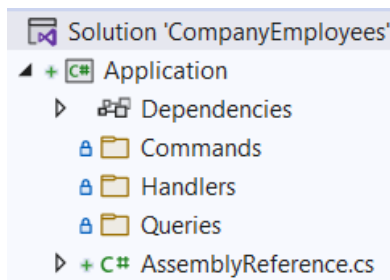 Solution 'CompanyEmployees'
C# Application
Dependencies
Commands
Handlers
Queries
C# AssemblyReference.cs